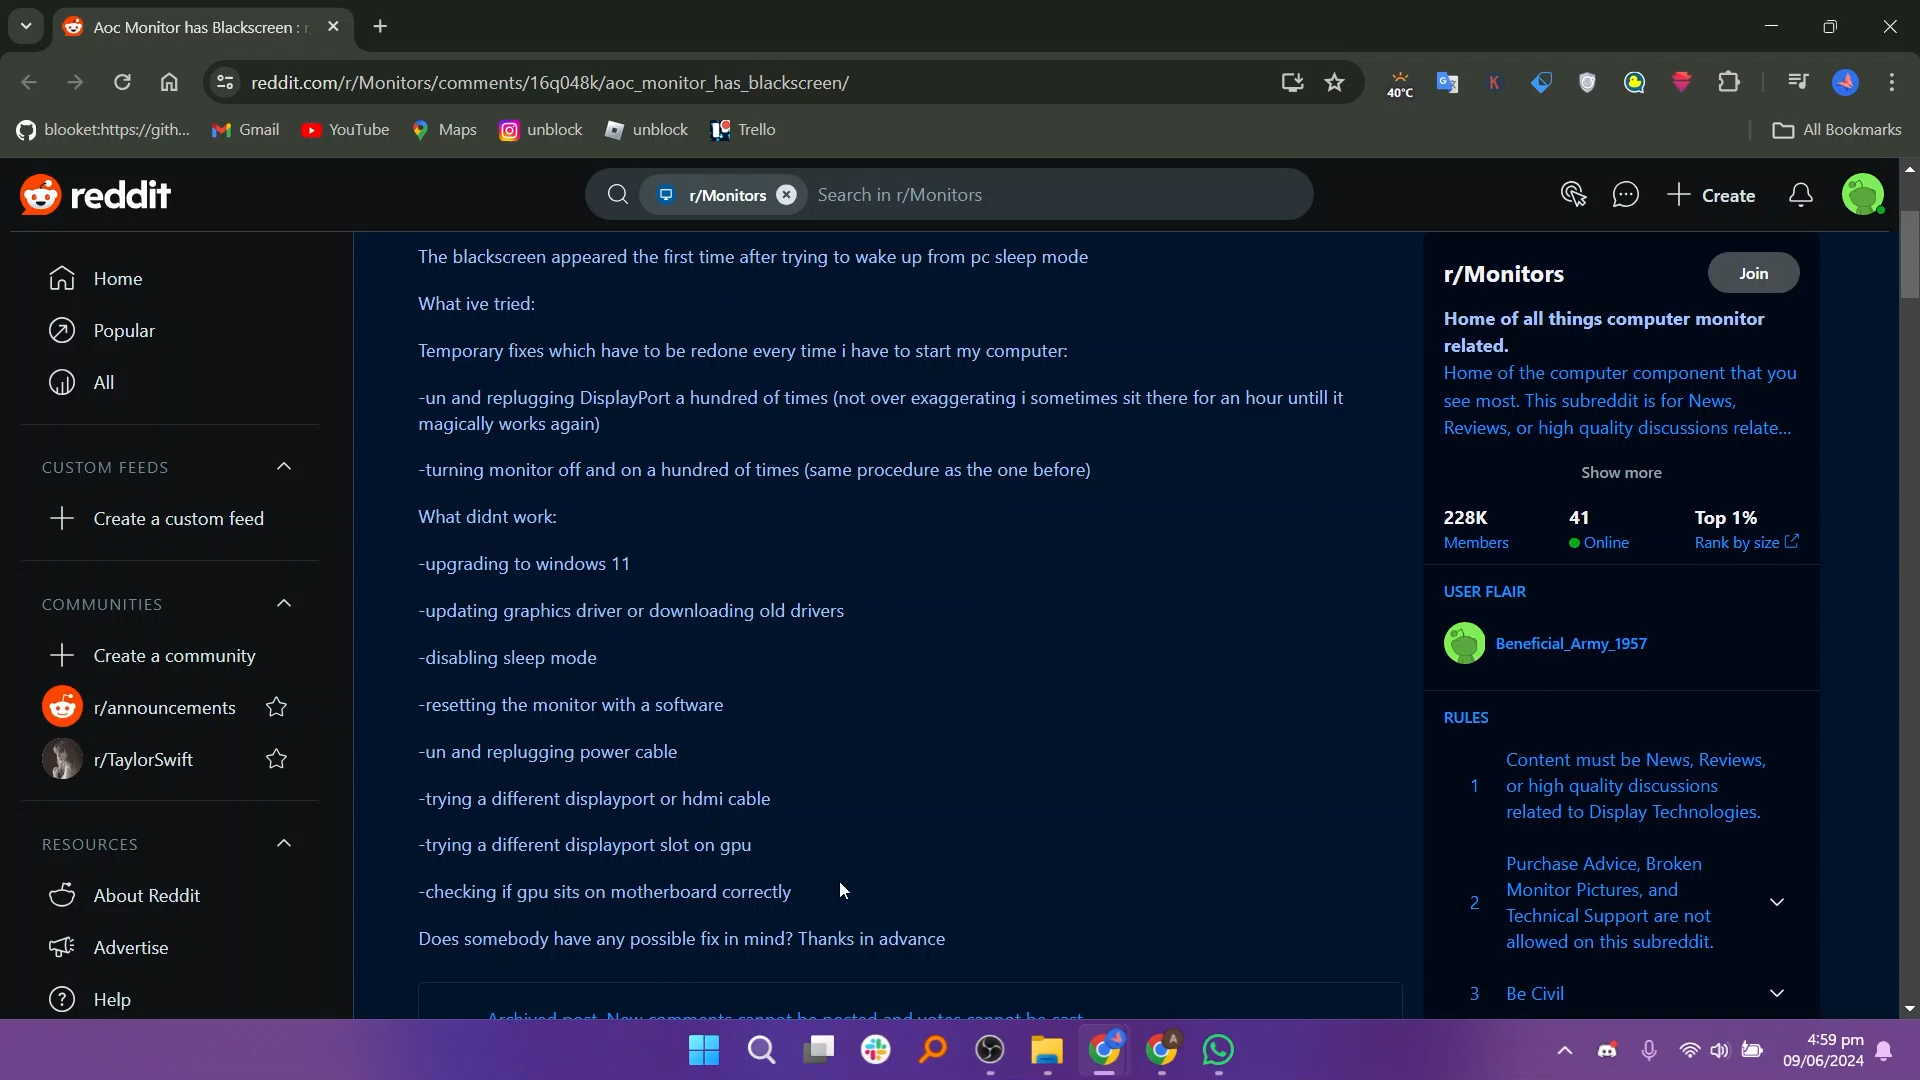 Aoc Monitor has Blackscreen : r
reddit.com/r/Monitors/comments/16q048k/aoc_monitor_has_blackscreen/
40°C
K
blooket:https://gith...
Gmail
YouTube
Maps
unblock
unblock
Trello
All Bookmarks
reddit
r/Monitors
Search in r/Monitors
Create
Home
Popular
All
CUSTOM FEEDS
Create a custom feed
COMMUNITIES
Create a community
r/announcements
r/TaylorSwift
RESOURCES
About Reddit
Advertise
Help
The blackscreen appeared the first time after trying to wake up from pc sleep mode
What ive tried:
Temporary fixes which have to be redone every time i have to start my computer:
-un and replugging DisplayPort a hundred of times (not over exaggerating i sometimes sit there for an hour untill it
magically works again)
-turning monitor off and on a hundred of times (same procedure as the one before)
What didnt work:
-upgrading to windows 11
-updating graphics driver or downloading old drivers
-disabling sleep mode
-resetting the monitor with a software
-un and replugging power cable
-trying a different displayport or hdmi cable
-trying a different displayport slot on gpu
-checking if gpu sits on motherboard correctly
Does somebody have any possible fix in mind? Thanks in advance
Archived post. New comments cannot be posted and votes cannot be cast.
r/Monitors
Join
Home of all things computer monitor
related.
Home of the computer component that you
see most. This subreddit is for News,
Reviews, or high quality discussions relate...
Show more
228K
Members
41
Online
Top 1%
Rank by size
USER FLAIR
Beneficial_Army_1957
RULES
1
Content must be News, Reviews,
or high quality discussions
related to Display Technologies.
2
Purchase Advice, Broken
Monitor Pictures, and
Technical Support are not
allowed on this subreddit.
3
Be Civil
4:59 pm
09/06/2024